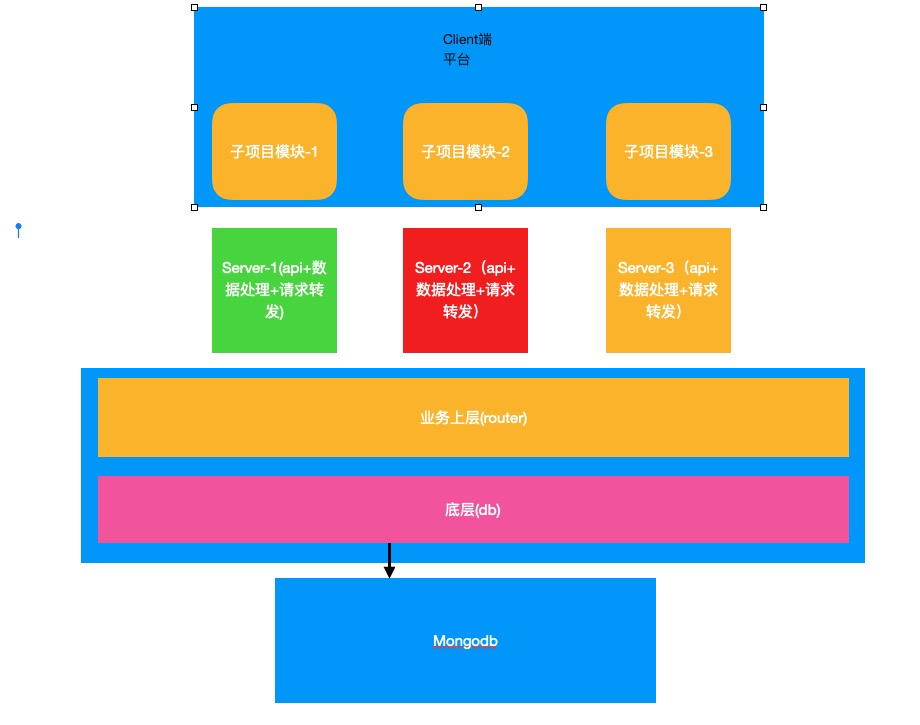 Client端
平台
子项目模块-1
子项目模块-2
子项目模块-3
Server-1(api+数
据处理+请求转
发)
Server-2（api+
数据处理+请求
转发）
Server-3（api+
数据处理+请求
转发）
业务上层(router)
底层(db)
Mongodb